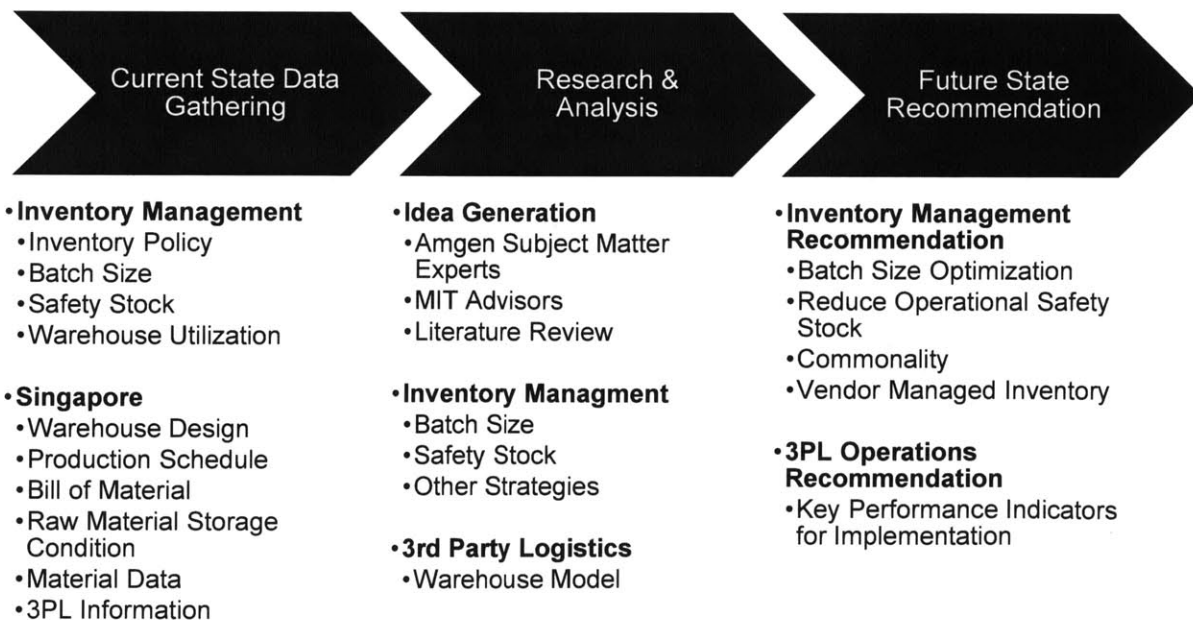 Current State Data
Gathering
Research &
Analysis
Future State
Recommendation
•Inventory Management
•Inventory Policy
•Batch Size
•Safety Stock
•Warehouse Utilization
•Singapore
•Warehouse Design
•Production Schedule
•Bill of Material
•Raw Material Storage
Condition
•Material Data
•3PL Information
•Idea Generation
•Amgen Subject Matter
Experts
•MIT Advisors
•Literature Review
•Inventory Managment
•Batch Size
•Safety Stock
•Other Strategies
•3rd Party Logistics
•Warehouse Model
•Inventory Management
Recommendation
•Batch Size Optimization
•Reduce Operational Safety
Stock
•Commonality
•Vendor Managed Inventory
•3PL Operations
Recommendation
•Key Performance Indicators
for Implementation